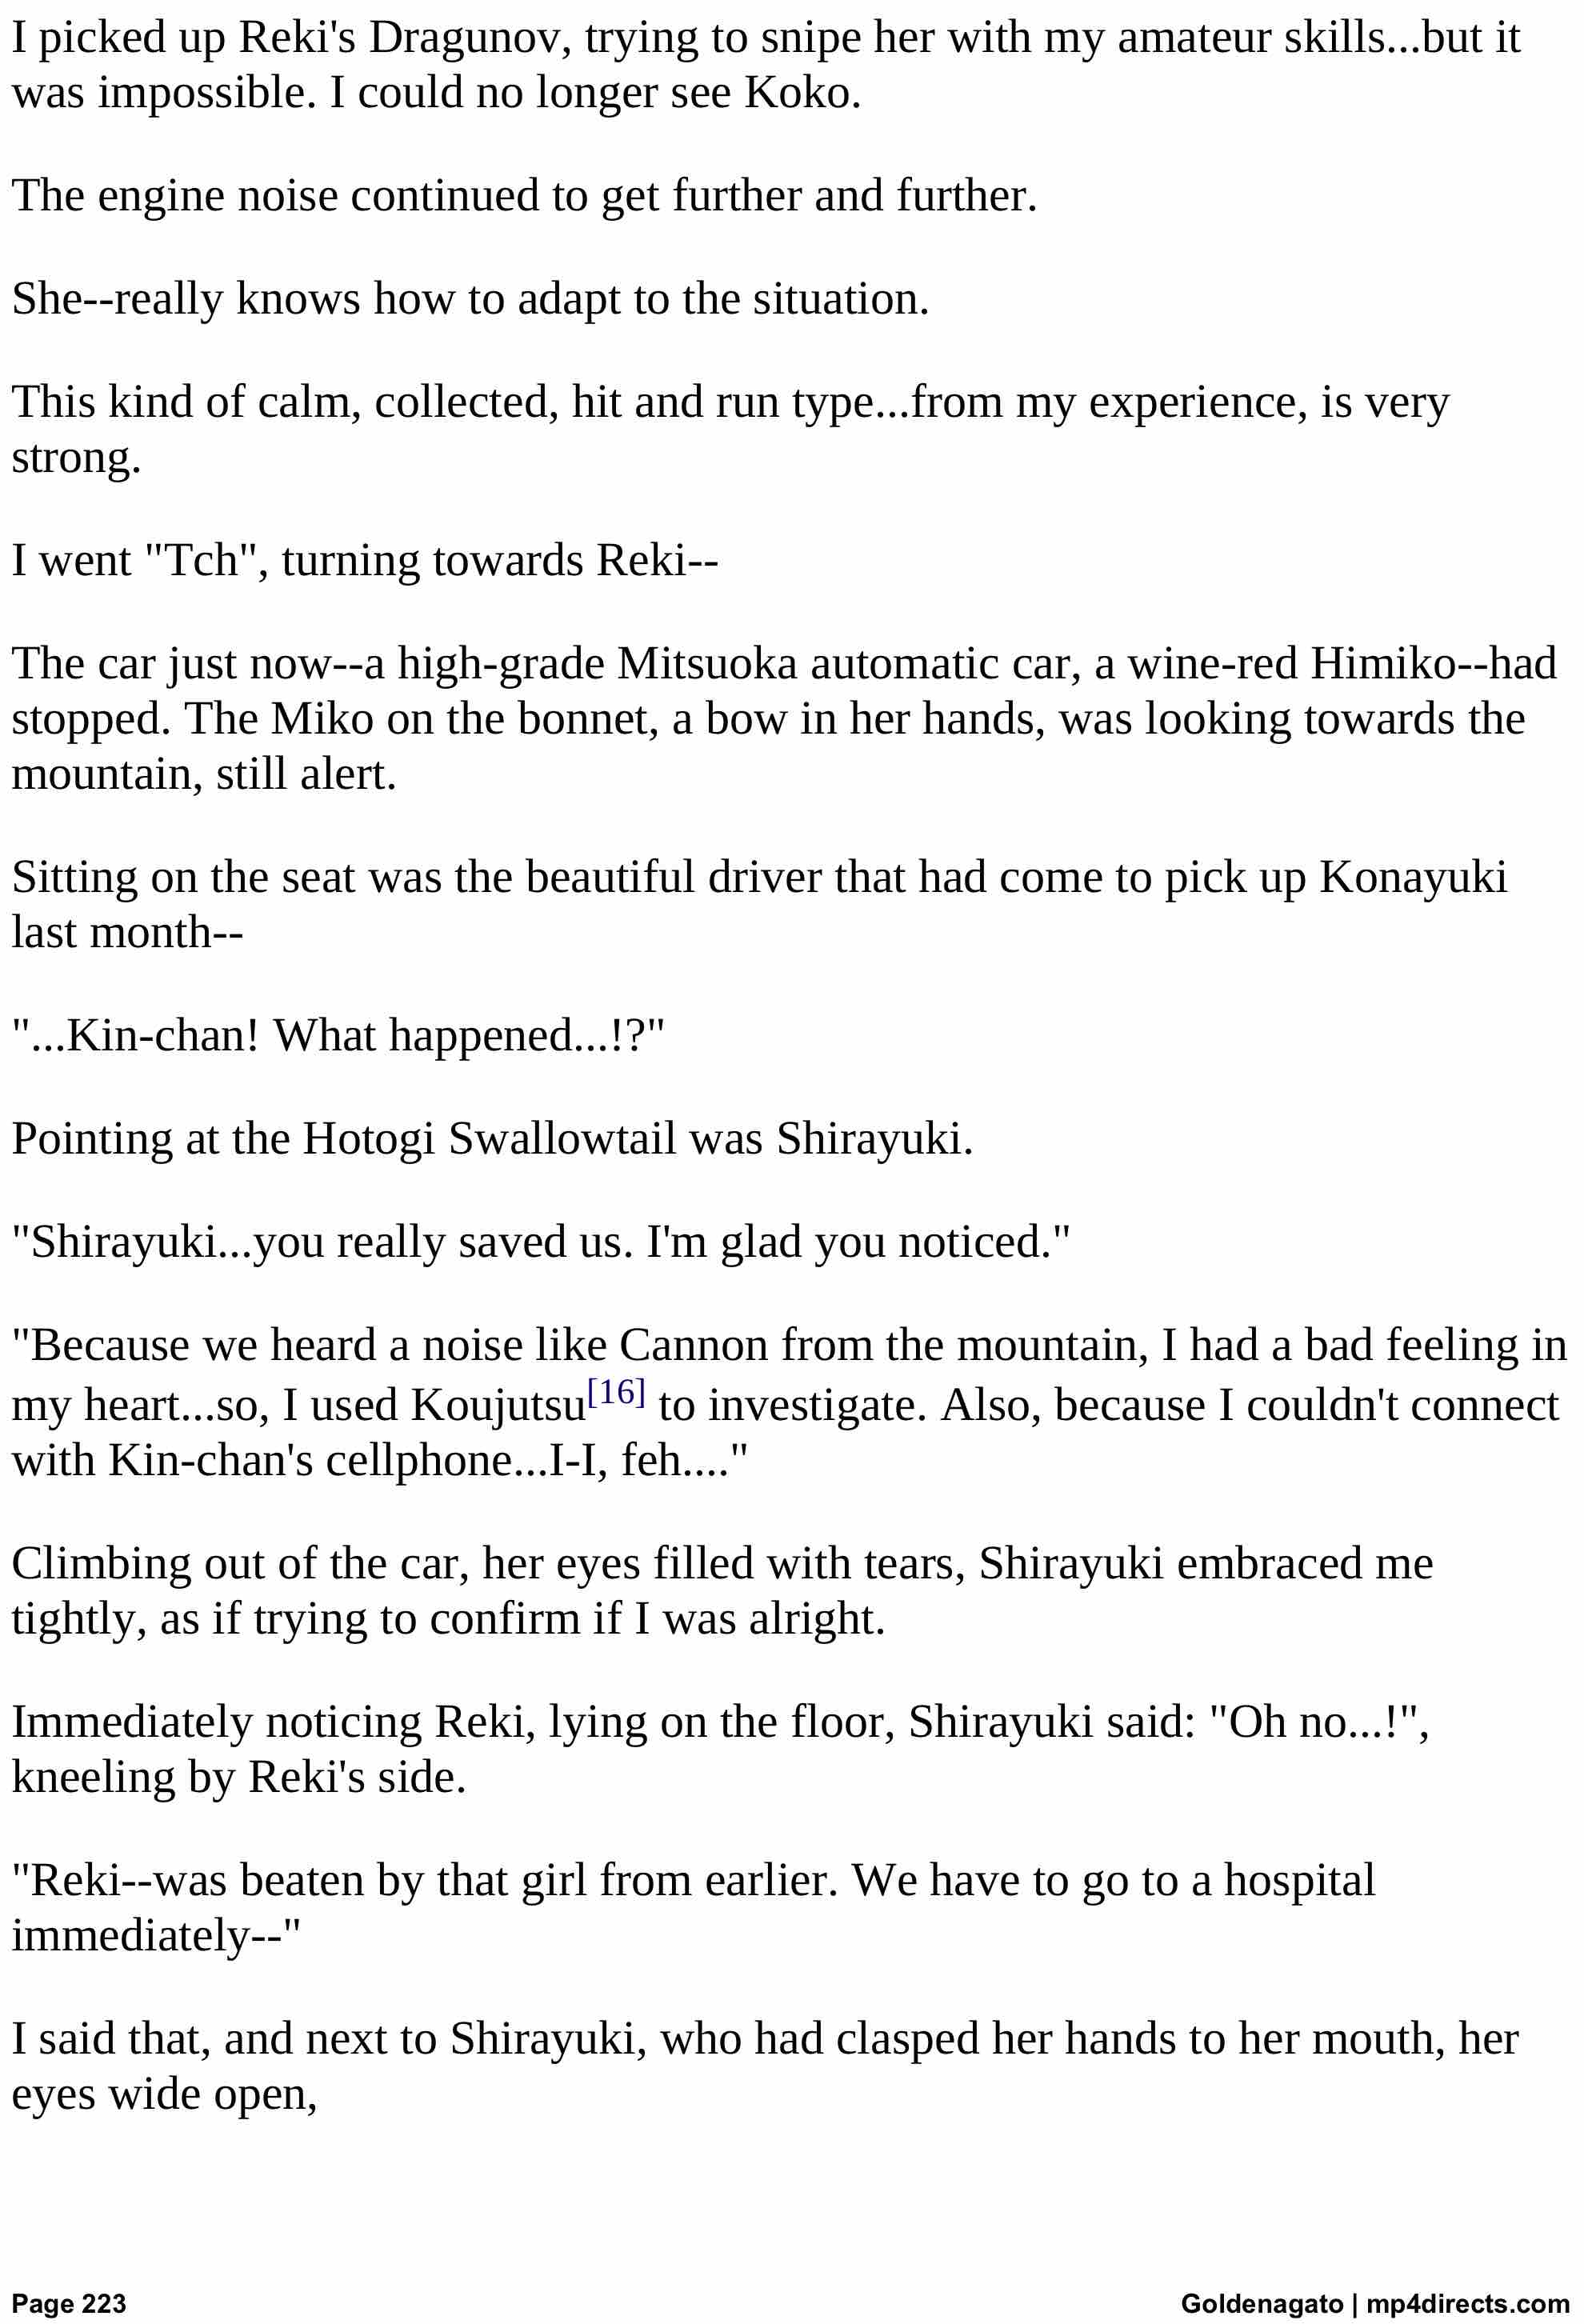 I picked up Reki's Dragunov, trying to snipe her with my amateur skills...but it
was impossible. I could no longer see Koko.
The engine noise continued to get further and further.
She--really knows how to adapt to the situation.
This kind of calm, collected, hit and run type...from my experience, is very
strong.
I went "Tch", turning towards Reki--
The car just now--a high-grade Mitsuoka automatic car, a wine-red Himiko--had
stopped. The Miko on the bonnet, a bow in her hands, was looking towards the
mountain, still alert.
Sitting on the seat was the beautiful driver that had come to pick up Konayuki
last month--
"...Kin-chan! What happened...!?"
Pointing at the Hotogi Swallowtail was Shirayuki.
"Shirayuki...you really saved us. I'm glad you noticed."
"Because we heard a noise like Cannon from the mountain, I had a bad feeling in
my heart...so, I used Koujutsu[16] to investigate. Also, because I couldn't connect
with Kin-chan's cellphone...I-I, feh...."
Climbing out of the car, her eyes filled with tears, Shirayuki embraced me
tightly, as if trying to confirm if I was alright.
Immediately noticing Reki, lying on the floor, Shirayuki said: "Oh no...!",
kneeling by Reki's side.
"Reki--was beaten by that girl from earlier. We have to go to a hospital
immediately--"
I said that, and next to Shirayuki, who had clasped her hands to her mouth, her
eyes wide open,
Page 223 Goldenagato | mp4directs.com